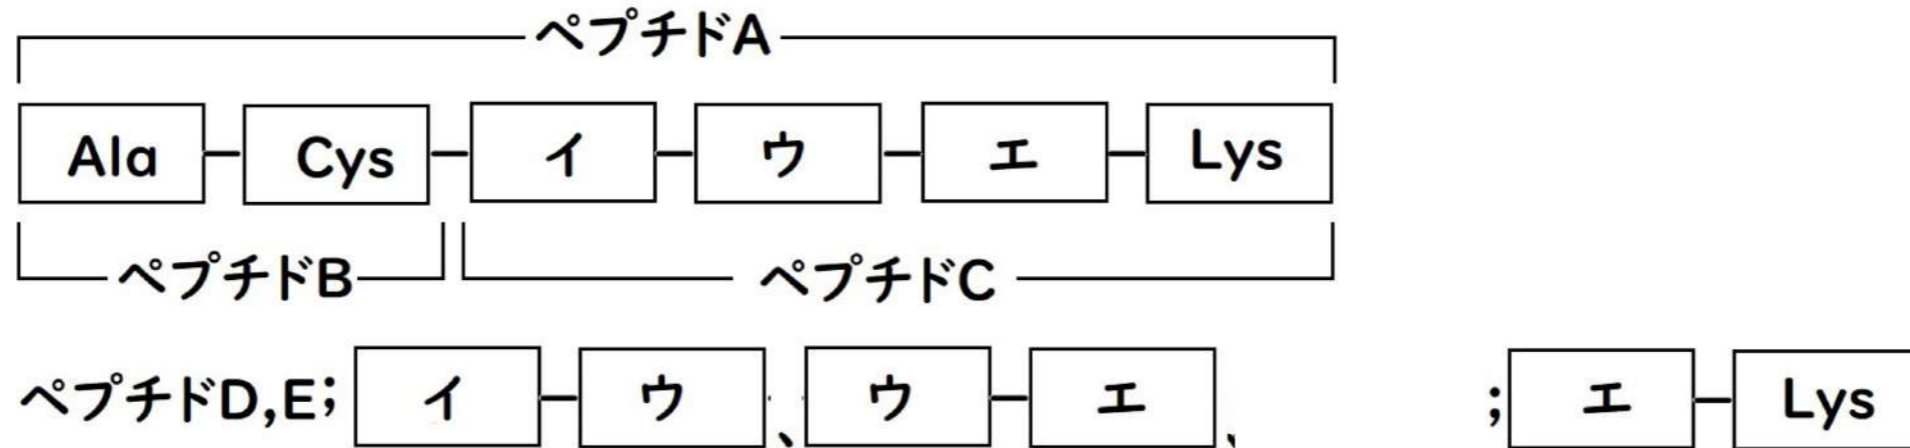 ペプチドA
Ala Cys イ ウ エ Lys
ペプチドB ペプチドC
ペプチドD,E; イ ウ、ウ エ、 ;エ Lys